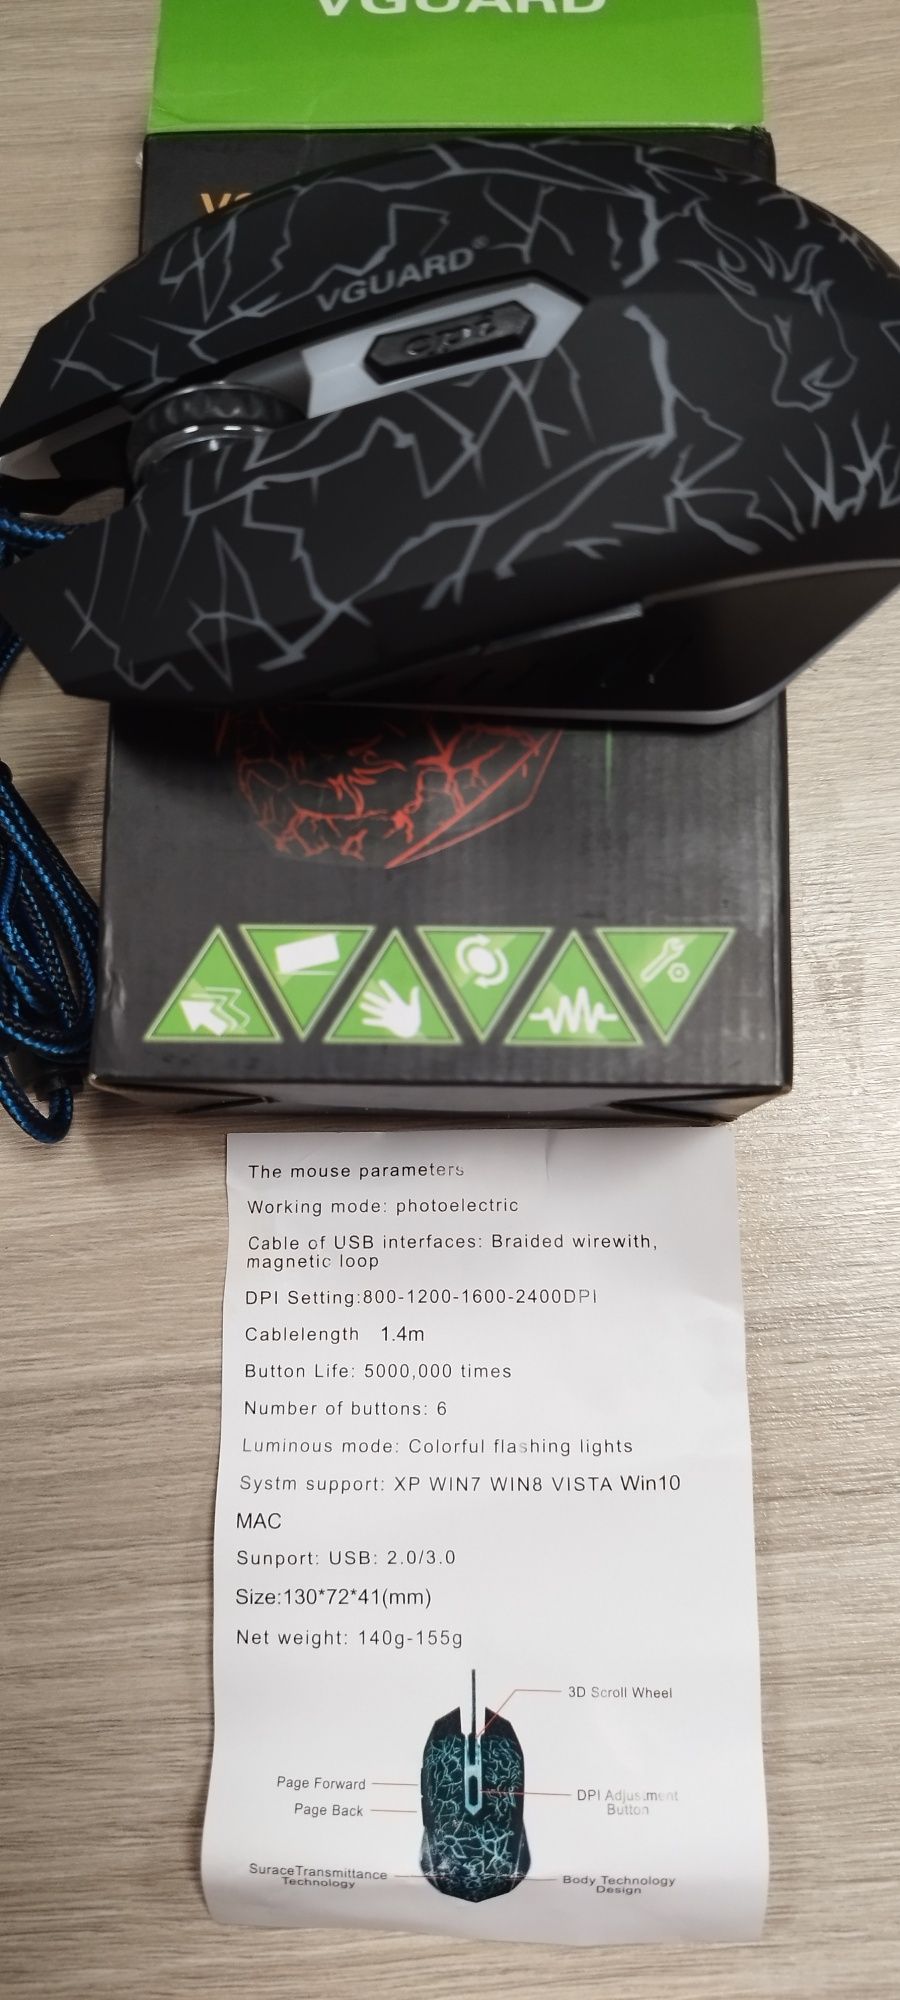 VGUARD
VGUARD®
dpi
The mouse parameters
Working mode: photoelectric
Cable of USB interfaces: Braided wirewith,
magnetic loop
DPI Setting:800-1200-1600-2400DPI
Cablelength 1.4m
Button Life: 5000,000 times
Number of buttons: 6
Luminous mode: Colorful flashing lights
Systm support: XP WIN7 WIN8 VISTA Win10
MAC
Sunport: USB: 2.0/3.0
Size:130*72*41(mm)
Net weight: 140g-155g
3D Scroll Wheel
Page Forward
DPI Adjustment
Button
Page Back
SuraceTransmittance
Technology
Body Technology
Design